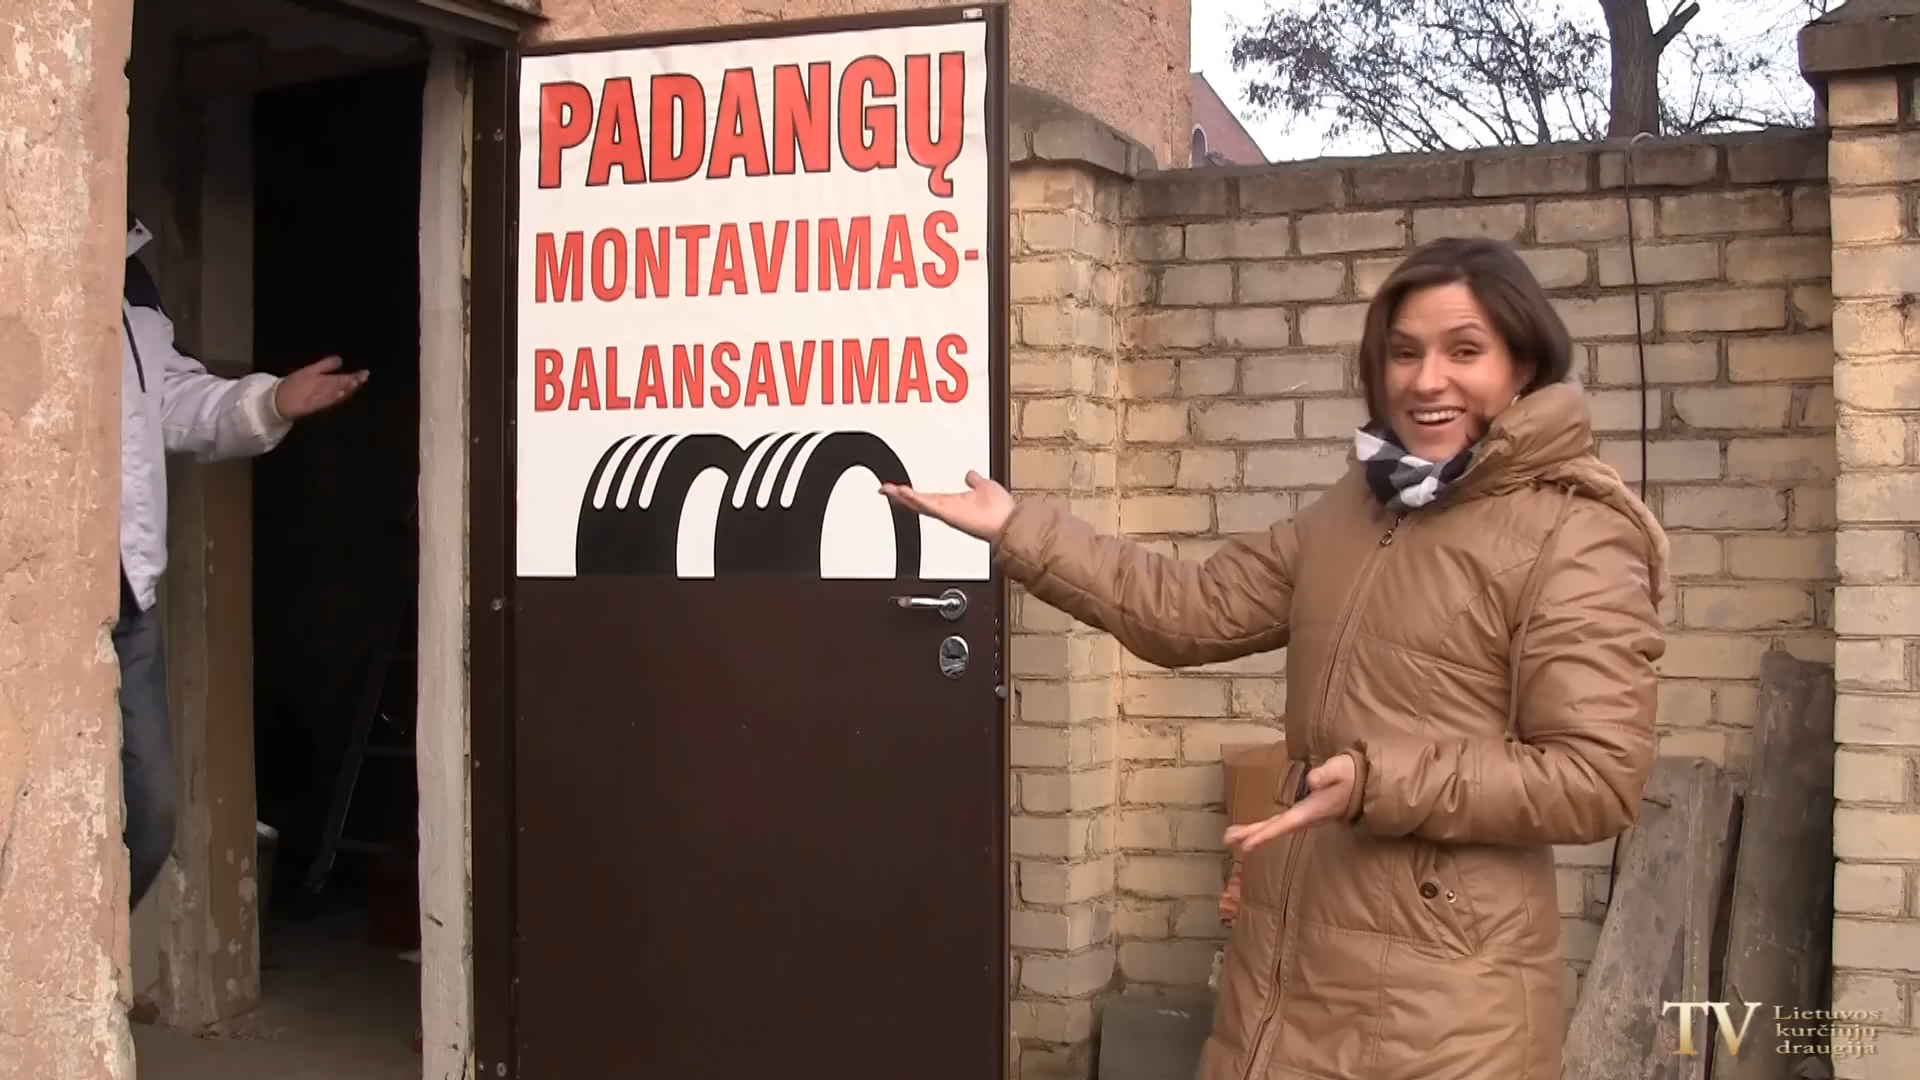 PADANGŲ
MONTAVIMAS-
BALANSAVIMAS
TV
Lietuvos
kurčiųjų
draugija